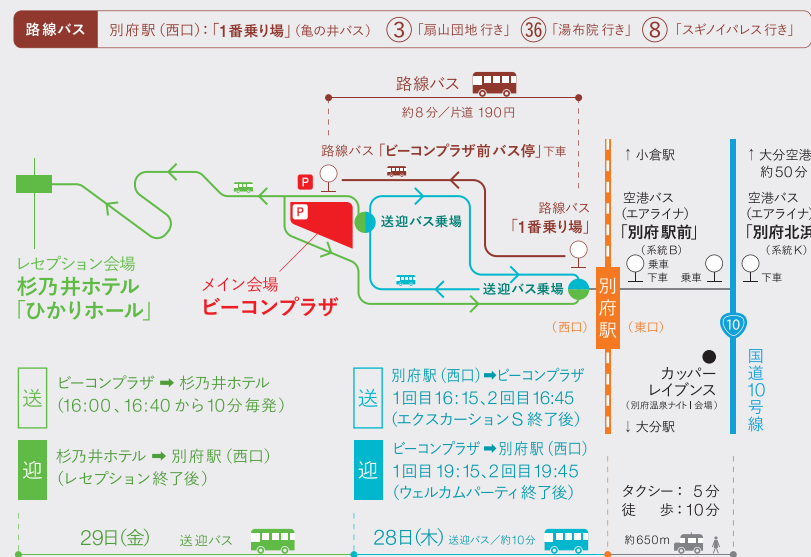 路線バス 別府駅(西口):「1番乗り場」(亀の井バス) ③「扇山団地行き」 ㊱「湯布院行き」 ⑧「スギノイパレス行き」
路線バス
約8分/片道 190円
路線バス「ビーコンプラザ前バス停」下車
P
P
送迎バス乗場
路線バス
「1番乗り場」
送迎バス乗場
レセプション会場
杉乃井ホテル
「ひかりホール」
メイン会場
ビーコンプラザ
↑小倉駅
空港バス
(エアライナ)
「別府駅前」
(系統B)
乗車
下車
乗車
↑大分空港
約50分
空港バス
(エアライナ)
「別府北浜
(系統K)
下車
別府駅
(西口)
(東口)
10
国道10号線
カッパー
レイブンス
(別府温泉ナイトⅠ会場)
↓大分駅
送
ビーコンプラザ ➡ 杉乃井ホテル
(16:00、16:40から10分毎発)
迎
杉乃井ホテル ➡ 別府駅(西口)
(レセプション終了後)
送
別府駅(西口)➡ビーコンプラザ
1回目16:15、2回目16:45
(エクスカーションS 終了後)
迎
ビーコンプラザ➡別府駅(西口)
1回目19:15、2回目19:45
(ウェルカムパーティ終了後)
タクシー: 5分
徒 歩:10分
約650m
29日(金) 送迎バス
28日(木) 送迎バス/約10分